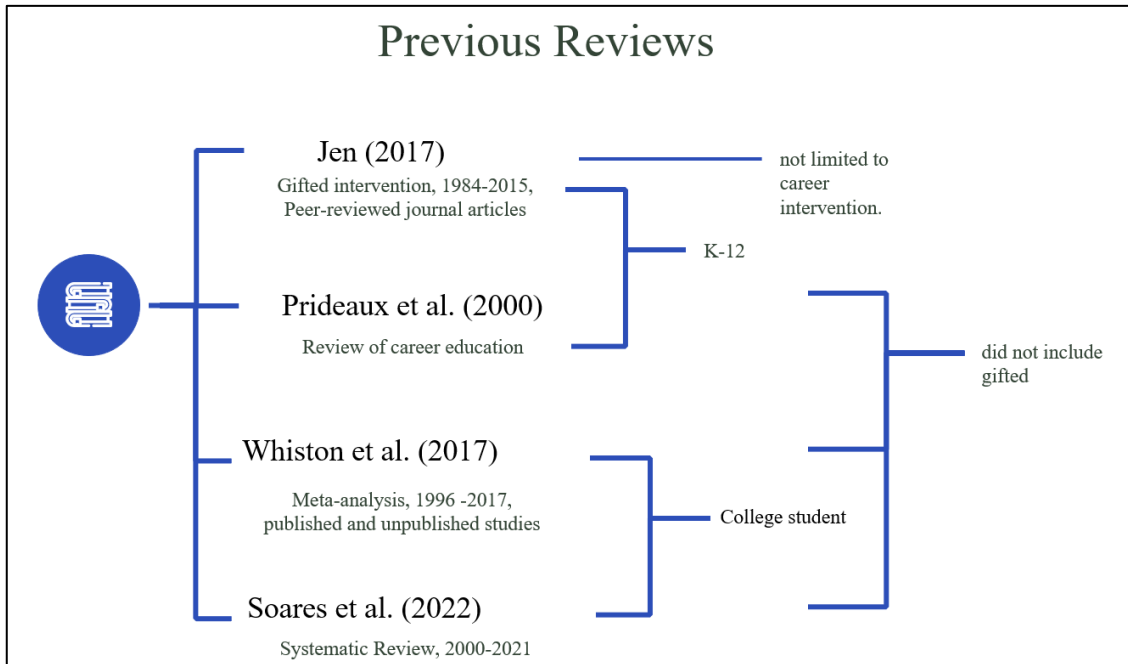 Previous Reviews
Jen (2017)
Gifted intervention, 1984-2015,
Peer-reviewed journal articles
not limited to
career
intervention.
K-12
Prideaux et al. (2000)
Review of career education
did not include
gifted
Whiston et al. (2017)
Meta-analysis, 1996 -2017,
published and unpublished studies
College student
Soares et al. (2022)
Systematic Review, 2000-2021